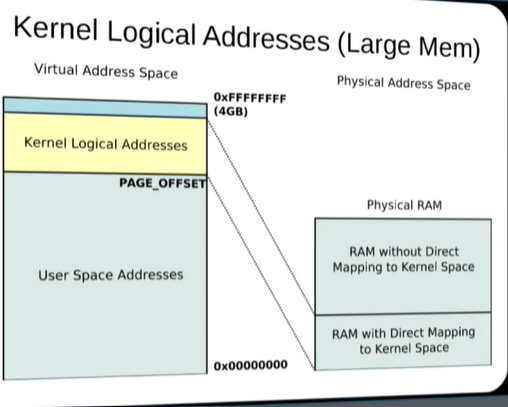 Kernel Logical Addresses (Large Mem)
Virtual Address Space
Physical Address Space
0xFFFFFFFF
(4GB)
Kernel Logical Addresses
PAGE_OFFSET
Physical RAM
RAM without Direct
Mapping to Kernel Space
User Space Addresses
RAM with Direct Mapping
to Kernel Space
0x00000000